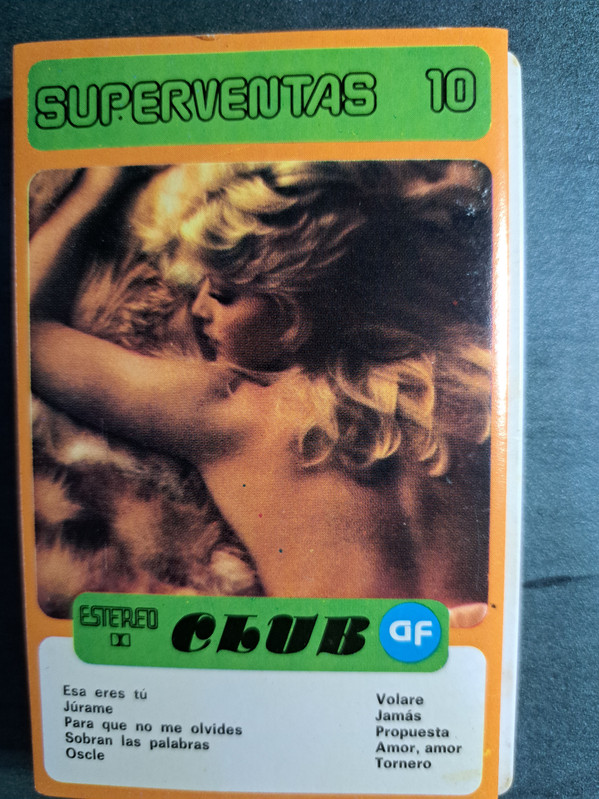 SUPERVENTAS 10
ESTEREO
CLUB
GF
Esa eres tú
Júrame
Para que no me olvides
Sobran las palabras
Oscle
Volare
Jamás
Propuesta
Amor, amor
Tornero